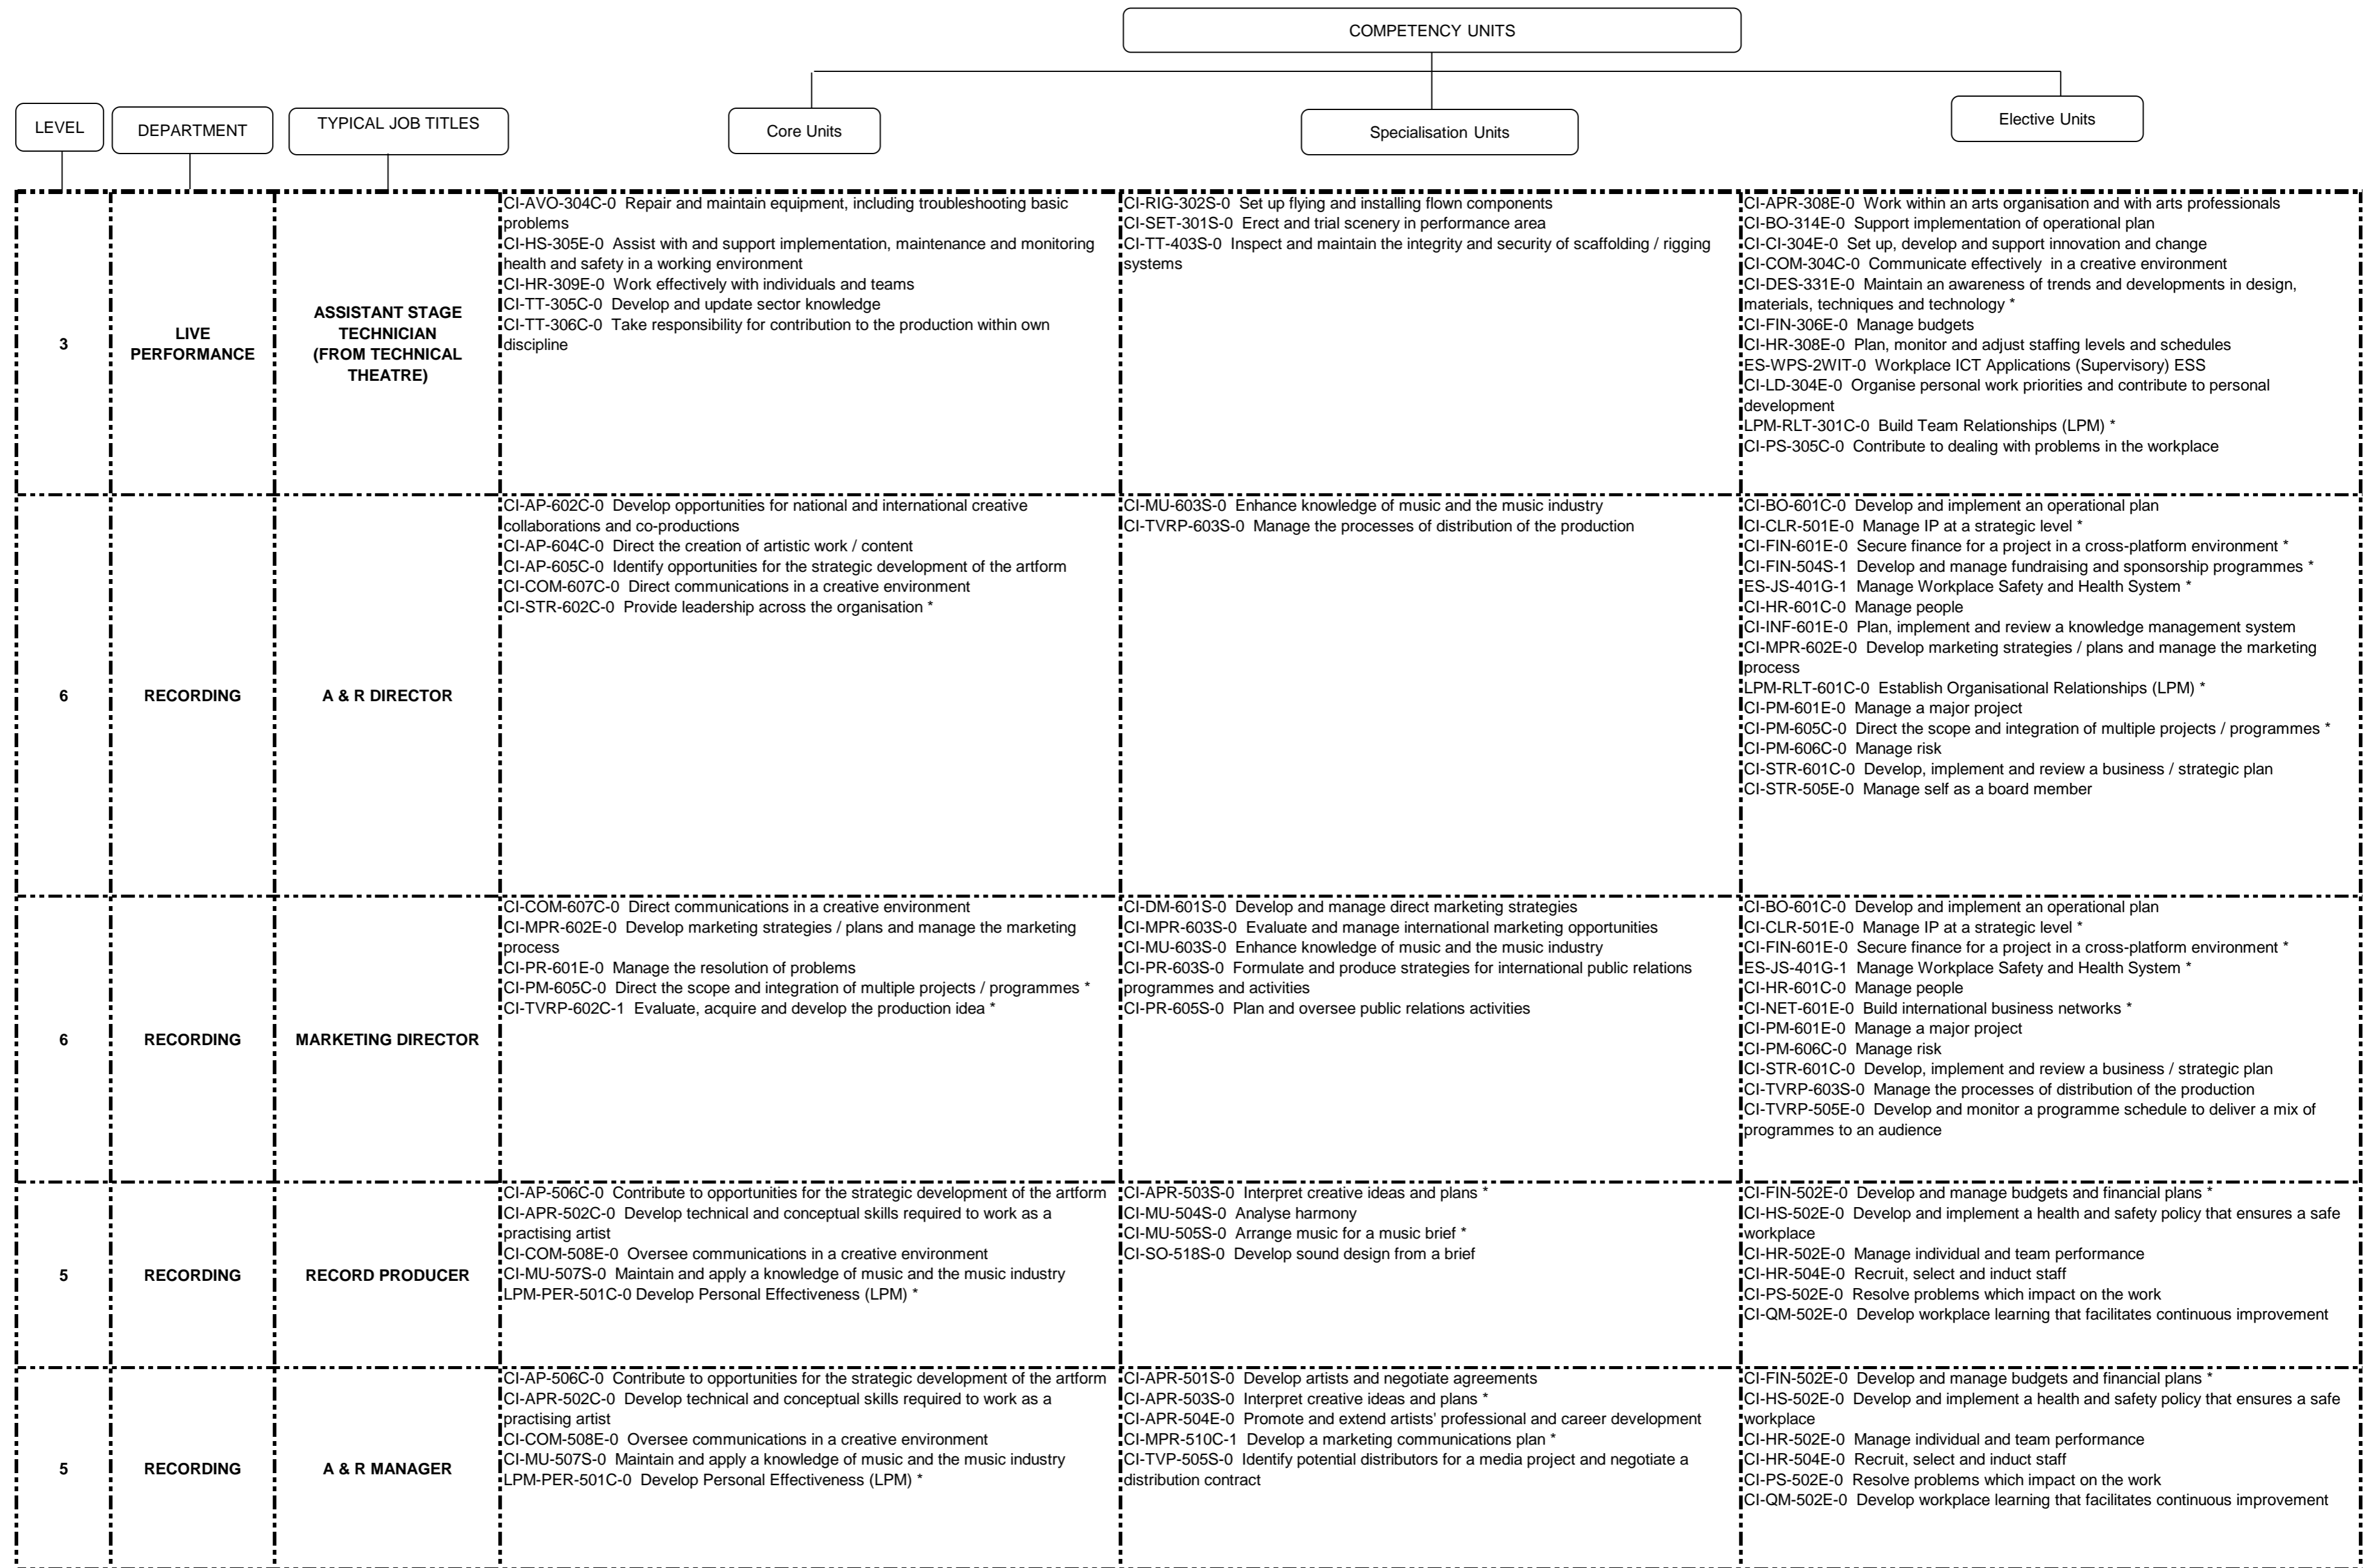 COMPETENCY UNITS
LEVEL
DEPARTMENT
TYPICAL JOB TITLES
Core Units
Specialisation Units
Elective Units
3
LIVE
PERFORMANCE
ASSISTANT STAGE
TECHNICIAN
(FROM TECHNICAL
THEATRE)
CI-AVO-304C-0 Repair and maintain equipment, including troubleshooting basic
problems
CI-HS-305E-0 Assist with and support implementation, maintenance and monitoring
health and safety in a working environment
CI-HR-309E-0 Work effectively with individuals and teams
CI-TT-305C-0 Develop and update sector knowledge
CI-TT-306C-0 Take responsibility for contribution to the production within own
discipline
CI-RIG-302S-0 Set up flying and installing flown components
CI-SET-301S-0 Erect and trial scenery in performance area
CI-TT-403S-0 Inspect and maintain the integrity and security of scaffolding / rigging
systems
CI-APR-308E-0 Work within an arts organisation and with arts professionals
CI-BO-314E-0 Support implementation of operational plan
CI-CI-304E-0 Set up, develop and support innovation and change
CI-COM-304C-0 Communicate effectively in a creative environment
CI-DES-331E-0 Maintain an awareness of trends and developments in design,
materials, techniques and technology *
CI-FIN-306E-0 Manage budgets
CI-HR-308E-0 Plan, monitor and adjust staffing levels and schedules
ES-WPS-2WIT-0 Workplace ICT Applications (Supervisory) ESS
CI-LD-304E-0 Organise personal work priorities and contribute to personal
development
LPM-RLT-301C-0 Build Team Relationships (LPM) *
CI-PS-305C-0 Contribute to dealing with problems in the workplace
6
RECORDING
A & R DIRECTOR
CI-AP-602C-0 Develop opportunities for national and international creative
collaborations and co-productions
CI-AP-604C-0 Direct the creation of artistic work / content
CI-AP-605C-0 Identify opportunities for the strategic development of the artform
CI-COM-607C-0 Direct communications in a creative environment
CI-STR-602C-0 Provide leadership across the organisation *
CI-MU-603S-0 Enhance knowledge of music and the music industry
CI-TVRP-603S-0 Manage the processes of distribution of the production
CI-BO-601C-0 Develop and implement an operational plan
CI-CLR-501E-0 Manage IP at a strategic level *
CI-FIN-601E-0 Secure finance for a project in a cross-platform environment *
CI-FIN-504S-1 Develop and manage fundraising and sponsorship programmes *
ES-JS-401G-1 Manage Workplace Safety and Health System *
CI-HR-601C-0 Manage people
CI-INF-601E-0 Plan, implement and review a knowledge management system
CI-MPR-602E-0 Develop marketing strategies / plans and manage the marketing
process
LPM-RLT-601C-0 Establish Organisational Relationships (LPM) *
CI-PM-601E-0 Manage a major project
CI-PM-605C-0 Direct the scope and integration of multiple projects / programmes *
CI-PM-606C-0 Manage risk
CI-STR-601C-0 Develop, implement and review a business / strategic plan
CI-STR-505E-0 Manage self as a board member
6
RECORDING
MARKETING DIRECTOR
CI-COM-607C-0 Direct communications in a creative environment
CI-MPR-602E-0 Develop marketing strategies / plans and manage the marketing
process
CI-PR-601E-0 Manage the resolution of problems
CI-PM-605C-0 Direct the scope and integration of multiple projects / programmes *
CI-TVRP-602C-1 Evaluate, acquire and develop the production idea *
CI-DM-601S-0 Develop and manage direct marketing strategies
CI-MPR-603S-0 Evaluate and manage international marketing opportunities
CI-MU-603S-0 Enhance knowledge of music and the music industry
CI-PR-603S-0 Formulate and produce strategies for international public relations
programmes and activities
CI-PR-605S-0 Plan and oversee public relations activities
CI-BO-601C-0 Develop and implement an operational plan
CI-CLR-501E-0 Manage IP at a strategic level *
CI-FIN-601E-0 Secure finance for a project in a cross-platform environment *
ES-JS-401G-1 Manage Workplace Safety and Health System *
CI-HR-601C-0 Manage people
CI-NET-601E-0 Build international business networks *
CI-PM-601E-0 Manage a major project
CI-PM-606C-0 Manage risk
CI-STR-601C-0 Develop, implement and review a business / strategic plan
CI-TVRP-603S-0 Manage the processes of distribution of the production
CI-TVRP-505E-0 Develop and monitor a programme schedule to deliver a mix of
programmes to an audience
5
RECORDING
RECORD PRODUCER
CI-AP-506C-0 Contribute to opportunities for the strategic development of the artform
CI-APR-502C-0 Develop technical and conceptual skills required to work as a
practising artist
CI-COM-508E-0 Oversee communications in a creative environment
CI-MU-507S-0 Maintain and apply a knowledge of music and the music industry
LPM-PER-501C-0 Develop Personal Effectiveness (LPM) *
CI-APR-503S-0 Interpret creative ideas and plans *
CI-MU-504S-0 Analyse harmony
CI-MU-505S-0 Arrange music for a music brief *
CI-SO-518S-0 Develop sound design from a brief
CI-FIN-502E-0 Develop and manage budgets and financial plans *
CI-HS-502E-0 Develop and implement a health and safety policy that ensures a safe
workplace
CI-HR-502E-0 Manage individual and team performance
CI-HR-504E-0 Recruit, select and induct staff
CI-PS-502E-0 Resolve problems which impact on the work
CI-QM-502E-0 Develop workplace learning that facilitates continuous improvement
5
RECORDING
A & R MANAGER
CI-AP-506C-0 Contribute to opportunities for the strategic development of the artform
CI-APR-502C-0 Develop technical and conceptual skills required to work as a
practising artist
CI-COM-508E-0 Oversee communications in a creative environment
CI-MU-507S-0 Maintain and apply a knowledge of music and the music industry
LPM-PER-501C-0 Develop Personal Effectiveness (LPM) *
CI-APR-501S-0 Develop artists and negotiate agreements
CI-APR-503S-0 Interpret creative ideas and plans *
CI-APR-504E-0 Promote and extend artists' professional and career development
CI-MPR-510C-1 Develop a marketing communications plan *
CI-TVP-505S-0 Identify potential distributors for a media project and negotiate a
distribution contract
CI-FIN-502E-0 Develop and manage budgets and financial plans *
CI-HS-502E-0 Develop and implement a health and safety policy that ensures a safe
workplace
CI-HR-502E-0 Manage individual and team performance
CI-HR-504E-0 Recruit, select and induct staff
CI-PS-502E-0 Resolve problems which impact on the work
CI-QM-502E-0 Develop workplace learning that facilitates continuous improvement